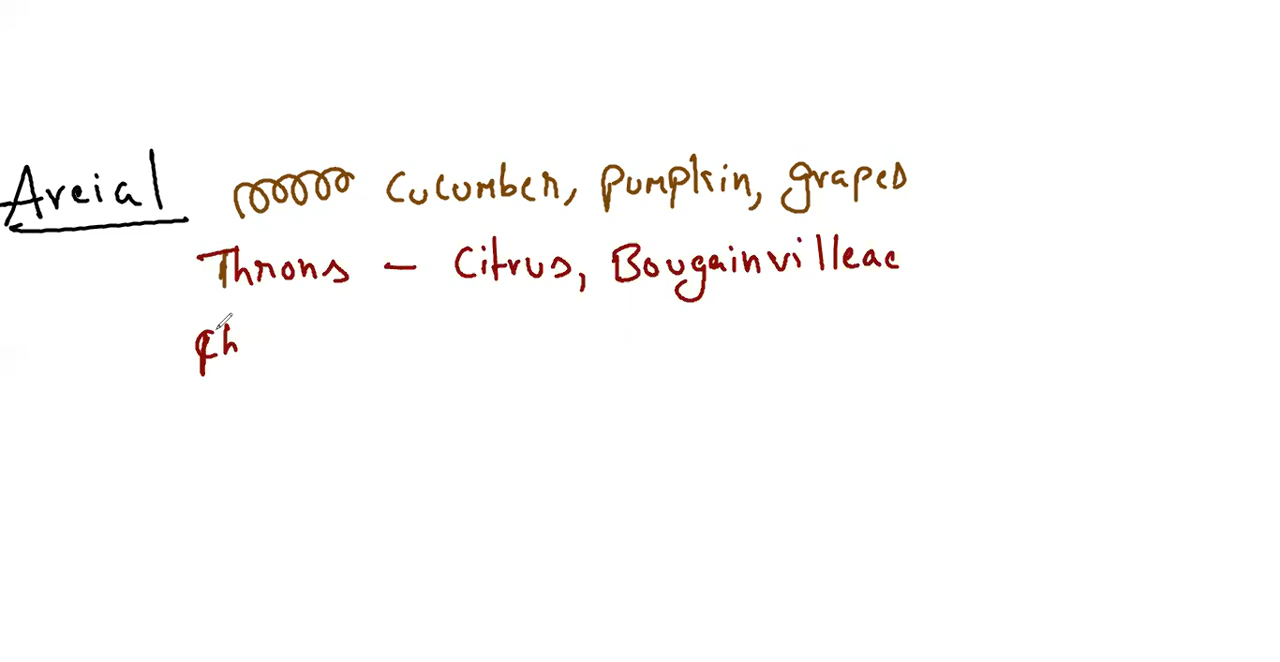 Areial Cucumber, pumpkin, grapes
Throns - Citrus, Bougainvilleae